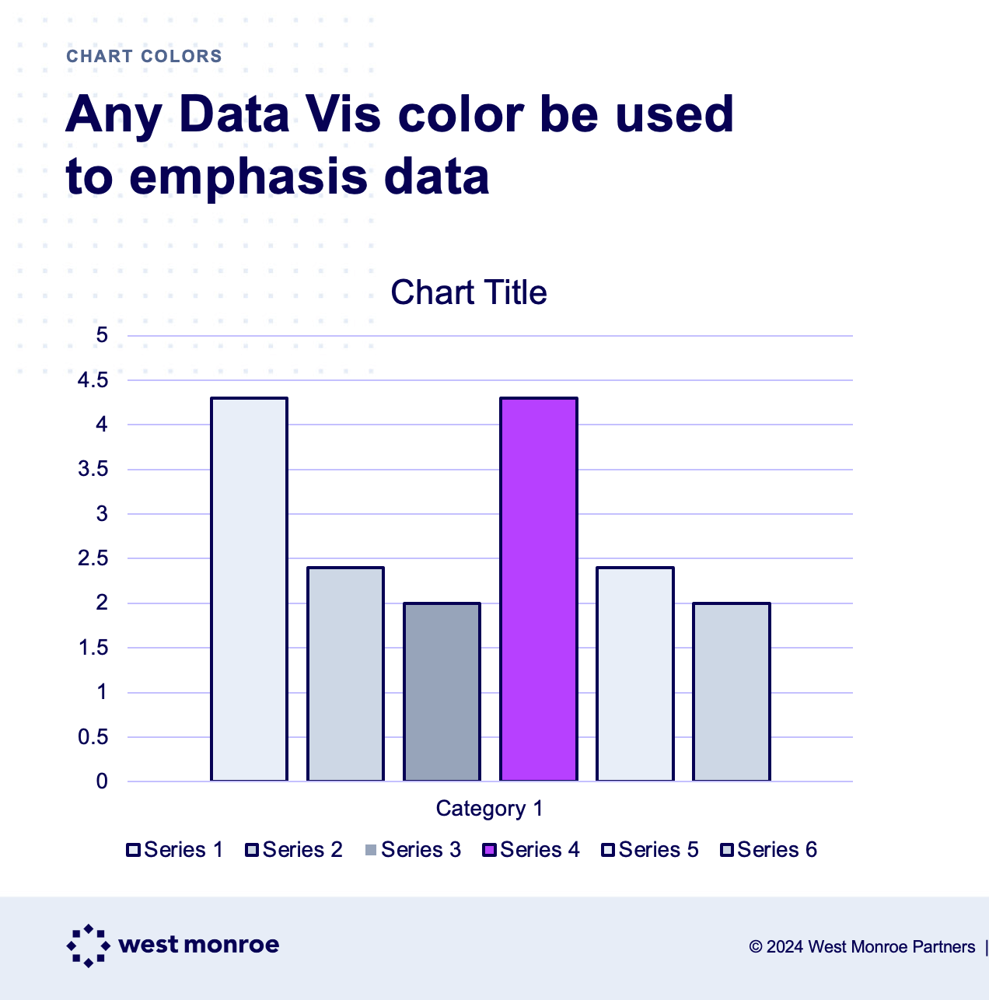 CHART COLORS
Any Data Vis color be used
to emphasis data
Chart Title
5
4.5
4
3.5
3
2.5
2
1.5
1
0.5
0
Category 1
Series 1 Series 2 Series 3 Series 4 Series 5 Series 6
west monroe
© 2024 West Monroe Partners |